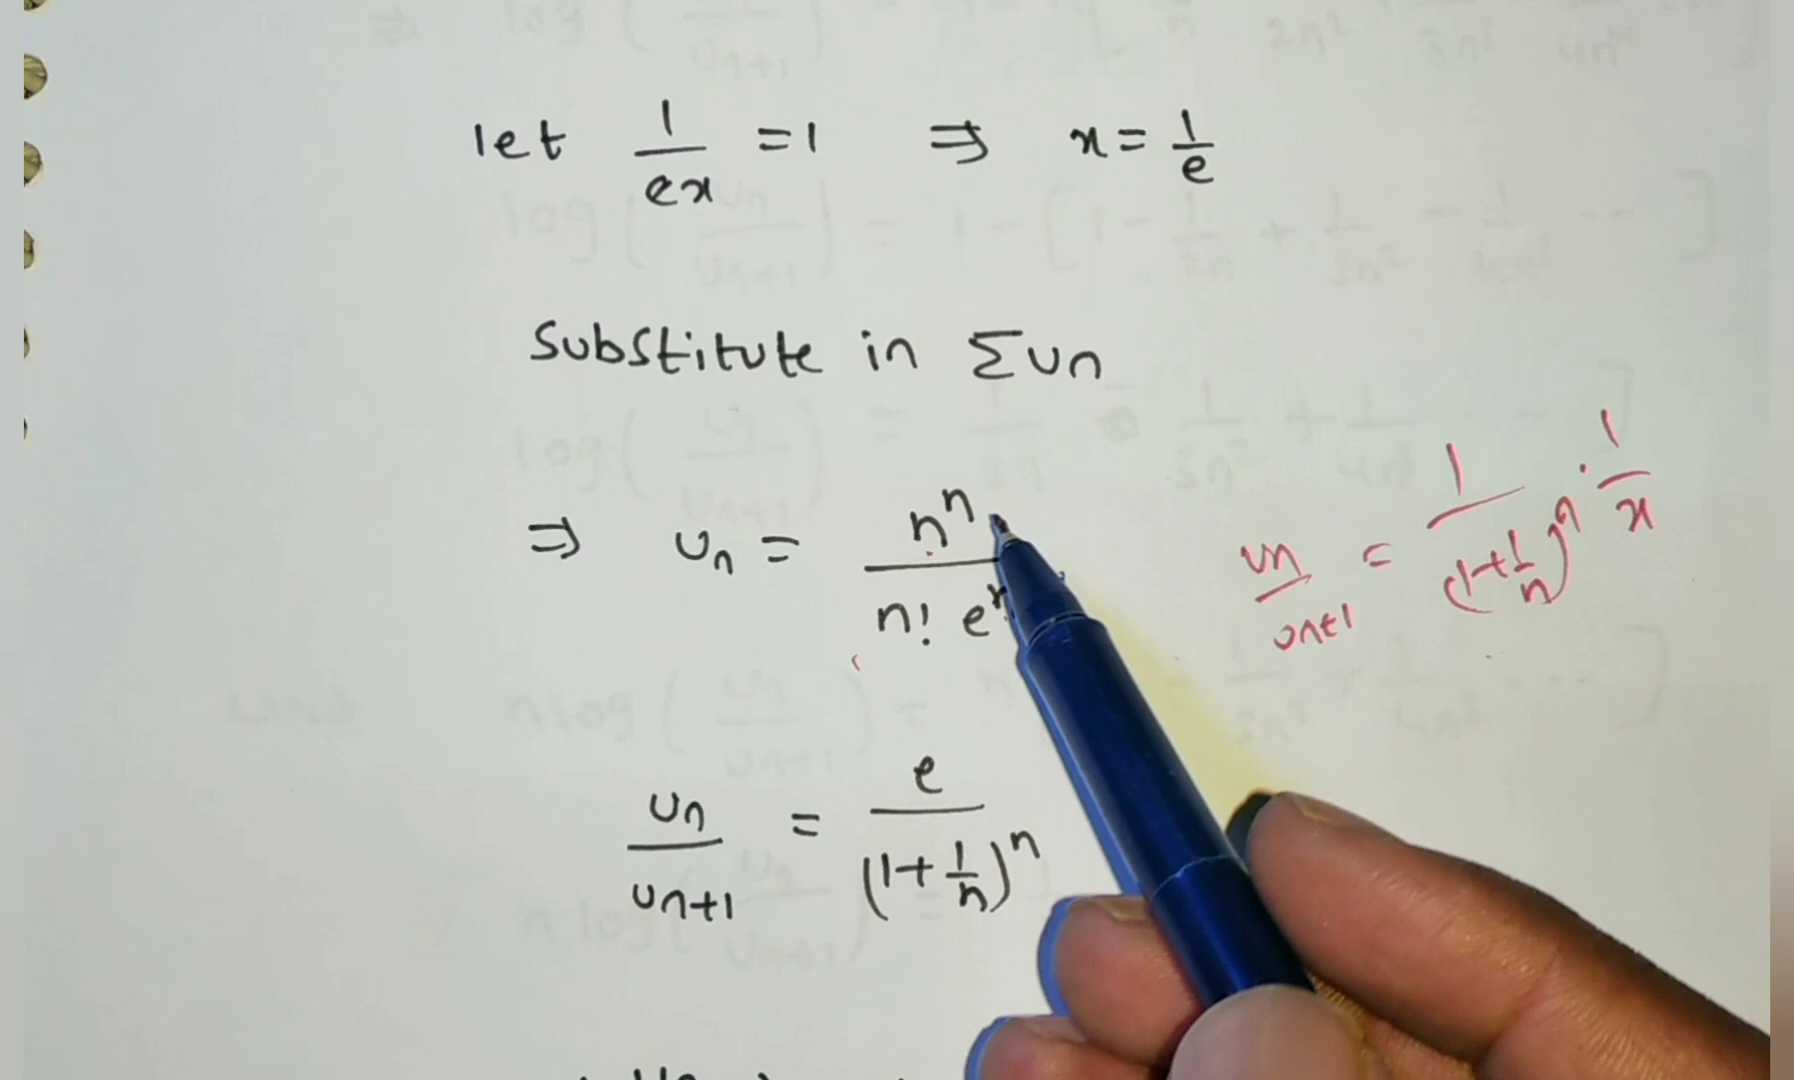 let 1/ex = 1 ⇒ x = 1/e
Substitute in Σun
⇒ un = n^n / n! e^n
un/un+1 = 1/(1+1/n)^n · 1/x
un/un+1 = e/(1+1/n)^n